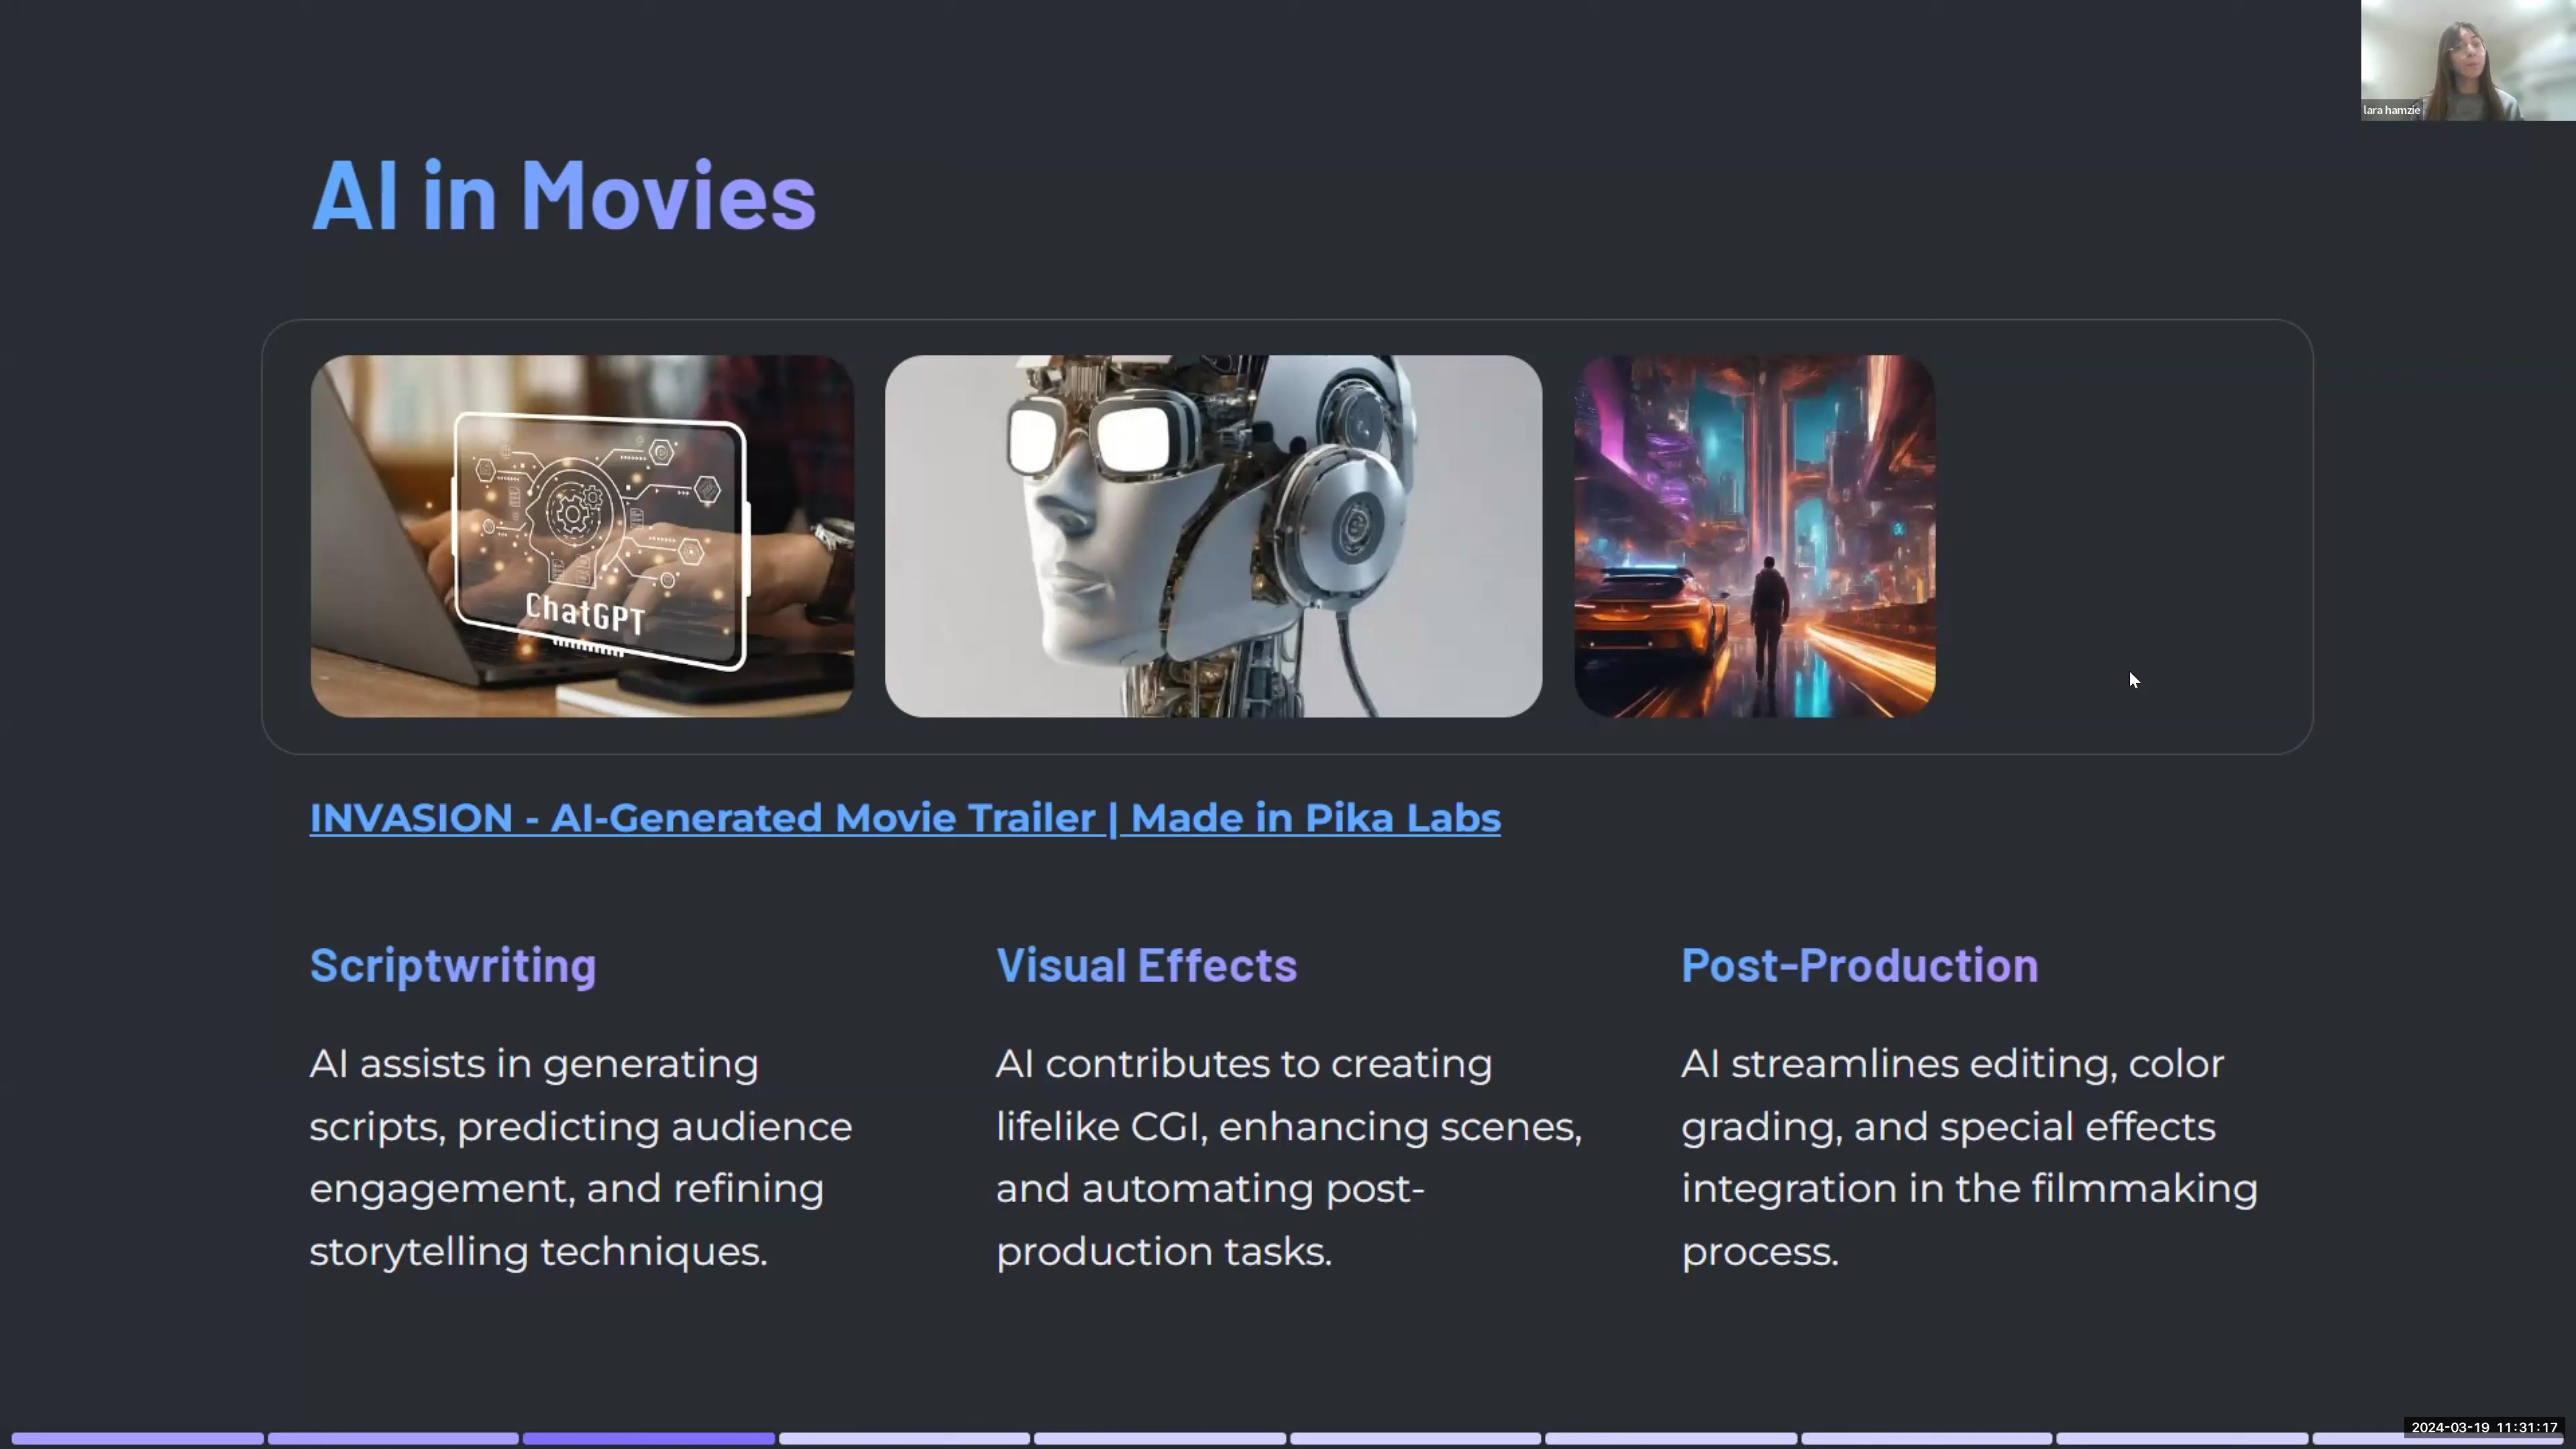 lara hamzie
AI in Movies
ChatGPT
INVASION - AI-Generated Movie Trailer | Made in Pika Labs
Scriptwriting
AI assists in generating
scripts, predicting audience
engagement, and refining
storytelling techniques.
Visual Effects
AI contributes to creating
lifelike CGI, enhancing scenes,
and automating post-
production tasks.
Post-Production
AI streamlines editing, color
grading, and special effects
integration in the filmmaking
process.
2024-03-19 11:31:17